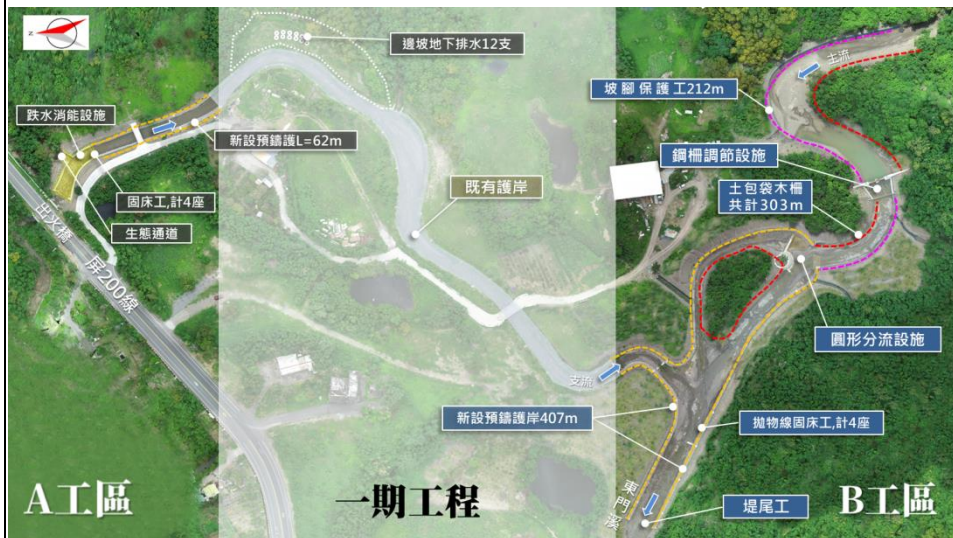 Z
邊坡地下排水12支
主流
坡腳保護工212m
跌水消能設施
新設預鑄護L=62m
鋼柵調節設施
既有護岸
土包袋木柵
共計303m
固床工,計4座
生態通道
出火橋
屏200線
圓形分流設施
支流
新設預鑄護岸407m
拋物線固床工,計4座
東門溪
堤尾工
A工區
一期工程
B工區